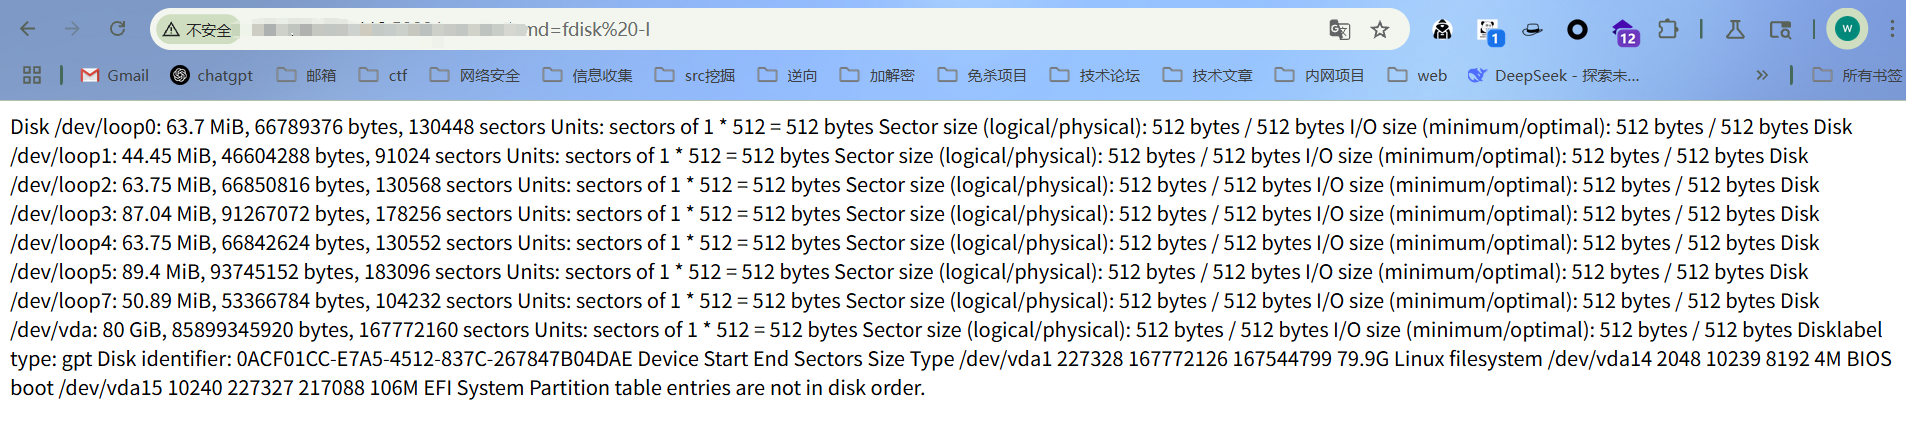 不安全
md=fdisk%20-l
1
12
W
Gmail
chatgpt
邮箱
ctf
网络安全
信息收集
src挖掘
逆向
加解密
免杀项目
技术论坛
技术文章
内网项目
web
DeepSeek - 探索未...
»
所有书签
Disk /dev/loop0: 63.7 MiB, 66789376 bytes, 130448 sectors Units: sectors of 1 * 512 = 512 bytes Sector size (logical/physical): 512 bytes / 512 bytes I/O size (minimum/optimal): 512 bytes / 512 bytes Disk
/dev/loop1: 44.45 MiB, 46604288 bytes, 91024 sectors Units: sectors of 1 * 512 = 512 bytes Sector size (logical/physical): 512 bytes / 512 bytes I/O size (minimum/optimal): 512 bytes / 512 bytes Disk
/dev/loop2: 63.75 MiB, 66850816 bytes, 130568 sectors Units: sectors of 1 * 512 = 512 bytes Sector size (logical/physical): 512 bytes / 512 bytes I/O size (minimum/optimal): 512 bytes / 512 bytes Disk
/dev/loop3: 87.04 MiB, 91267072 bytes, 178256 sectors Units: sectors of 1 * 512 = 512 bytes Sector size (logical/physical): 512 bytes / 512 bytes I/O size (minimum/optimal): 512 bytes / 512 bytes Disk
/dev/loop4: 63.75 MiB, 66842624 bytes, 130552 sectors Units: sectors of 1 * 512 = 512 bytes Sector size (logical/physical): 512 bytes / 512 bytes I/O size (minimum/optimal): 512 bytes / 512 bytes Disk
/dev/loop5: 89.4 MiB, 93745152 bytes, 183096 sectors Units: sectors of 1 * 512 = 512 bytes Sector size (logical/physical): 512 bytes / 512 bytes I/O size (minimum/optimal): 512 bytes / 512 bytes Disk
/dev/loop7: 50.89 MiB, 53366784 bytes, 104232 sectors Units: sectors of 1 * 512 = 512 bytes Sector size (logical/physical): 512 bytes / 512 bytes I/O size (minimum/optimal): 512 bytes / 512 bytes Disk
/dev/vda: 80 GiB, 85899345920 bytes, 167772160 sectors Units: sectors of 1 * 512 = 512 bytes Sector size (logical/physical): 512 bytes / 512 bytes I/O size (minimum/optimal): 512 bytes / 512 bytes Disklabel
type: gpt Disk identifier: 0ACF01CC-E7A5-4512-837C-267847B04DAE Device Start End Sectors Size Type /dev/vda1 227328 167772126 167544799 79.9G Linux filesystem /dev/vda14 2048 10239 8192 4M BIOS
boot /dev/vda15 10240 227327 217088 106M EFI System Partition table entries are not in disk order.